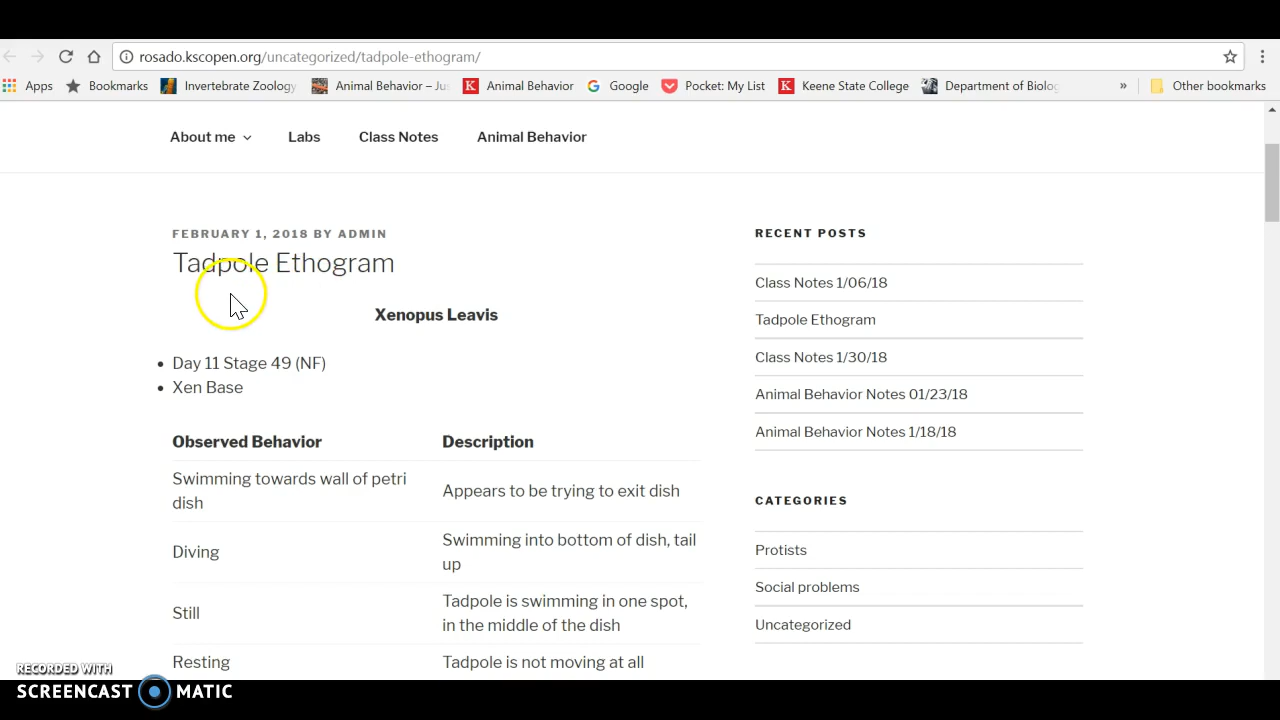 rosado.kscopen.org/uncategorized/tadpole-ethogram/
Apps Bookmarks Invertebrate Zoology Animal Behavior – Ju Animal Behavior Google Pocket: My List Keene State College Department of Biolog » Other bookmarks
About me Labs Class Notes Animal Behavior
FEBRUARY 1, 2018 BY ADMIN
Tadpole Ethogram
Xenopus Leavis
• Day 11 Stage 49 (NF)
• Xen Base
Observed Behavior Description
Swimming towards wall of petri
dish
Appears to be trying to exit dish
Diving
Swimming into bottom of dish, tail
up
Still
Tadpole is swimming in one spot,
in the middle of the dish
Resting Tadpole is not moving at all
RECENT POSTS
Class Notes 1/06/18
Tadpole Ethogram
Class Notes 1/30/18
Animal Behavior Notes 01/23/18
Animal Behavior Notes 1/18/18
CATEGORIES
Protists
Social problems
Uncategorized
RECORDED WITH
SCREENCAST MATIC